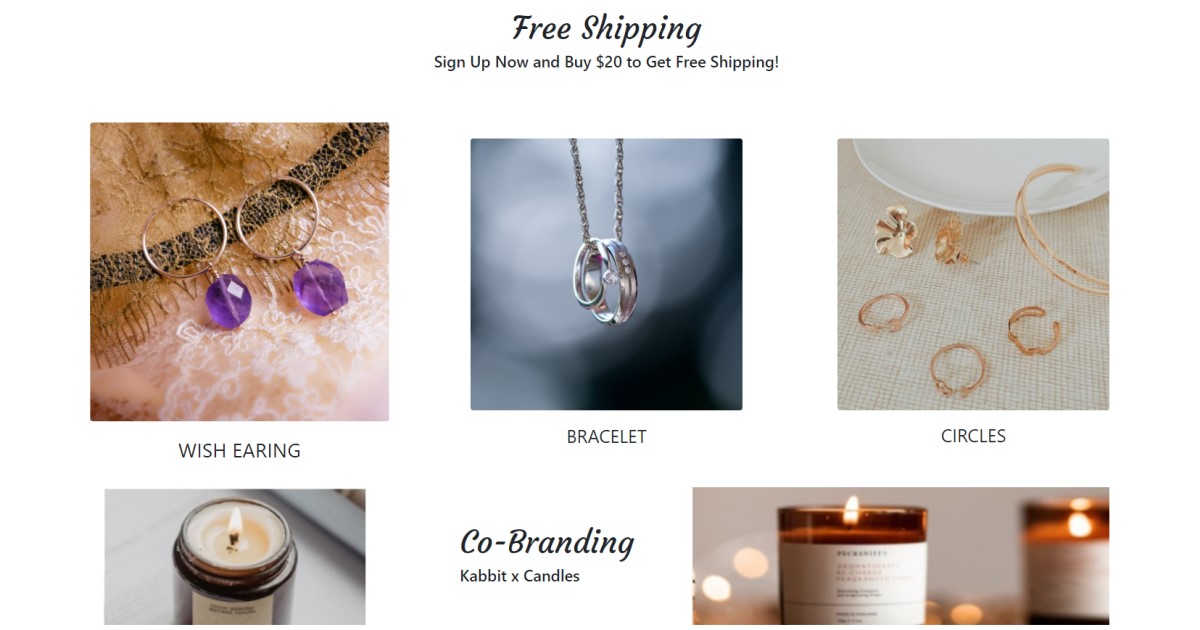 Free Shipping
Sign Up Now and Buy $20 to Get Free Shipping!
WISH EARING
BRACELET
CIRCLES
Co-Branding
Kabbit x Candles
PECKSNIFF'S